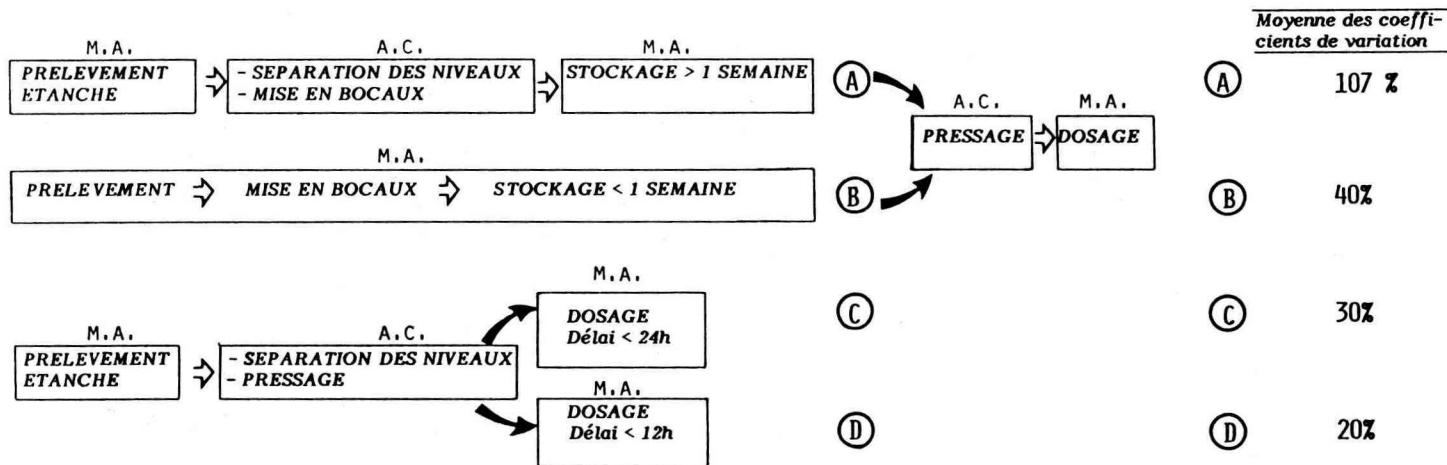 Moyenne des coeffi-
cients de variation
M.A.
PRELEVEMENT
ETANCHE
A.C.
- SEPARATION DES NIVEAUX
- MISE EN BOCAUX
M.A.
STOCKAGE > 1 SEMAINE
A
A.C.
PRESSAGE
M.A.
DOSAGE
A
107 %
M.A.
PRELEVEMENT
MISE EN BOCAUX
STOCKAGE < 1 SEMAINE
B
B
40%
M.A.
PRELEVEMENT
ETANCHE
A.C.
- SEPARATION DES NIVEAUX
- PRESSAGE
M.A.
DOSAGE
Délai < 24h
C
C
30%
M.A.
DOSAGE
Délai < 12h
D
D
20%